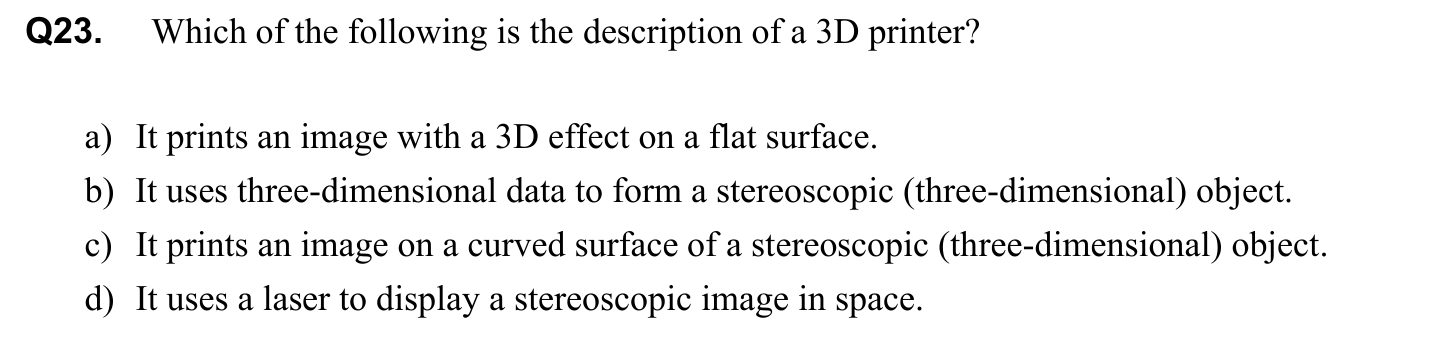 Q23. Which of the following is the description of a 3D printer?
a) It prints an image with a 3D effect on a flat surface.
b) It uses three-dimensional data to form a stereoscopic (three-dimensional) object.
c) It prints an image on a curved surface of a stereoscopic (three-dimensional) object.
d) It uses a laser to display a stereoscopic image in space.